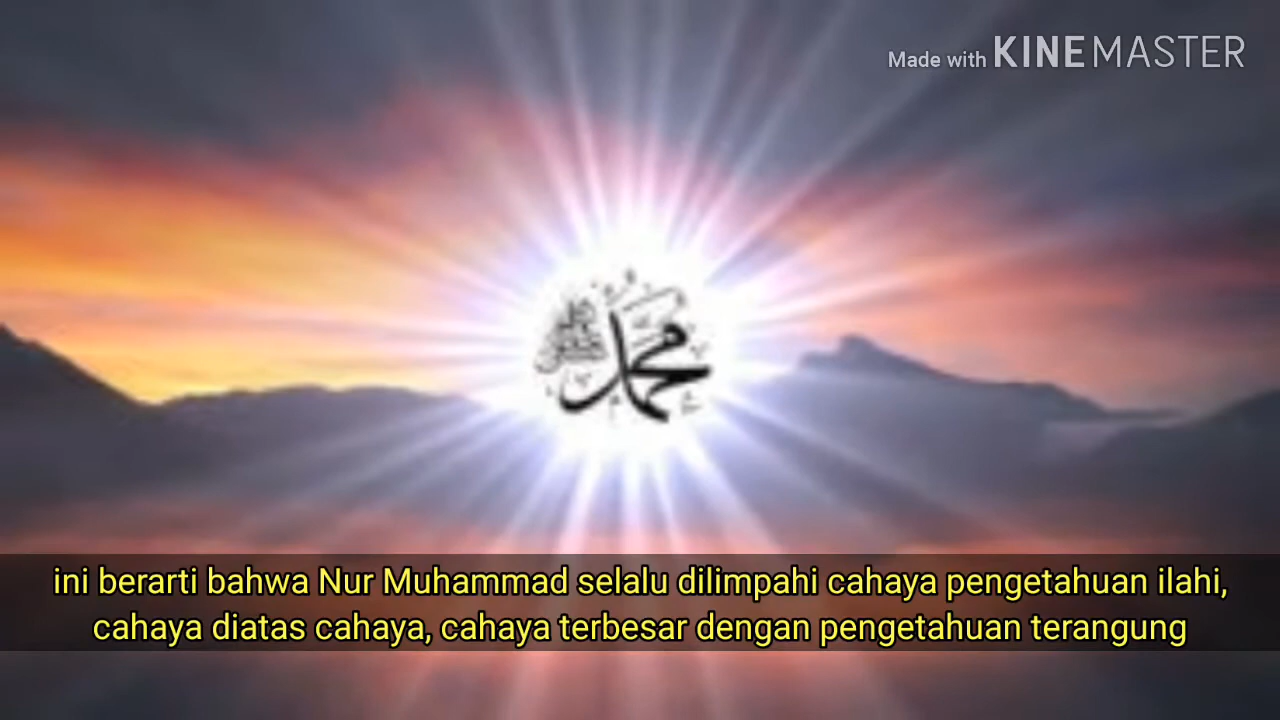 Made with KINEMASTER
محمد
ini berarti bahwa Nur Muhammad selalu dilimpahi cahaya pengetahuan ilahi,
cahaya diatas cahaya, cahaya terbesar dengan pengetahuan terangung